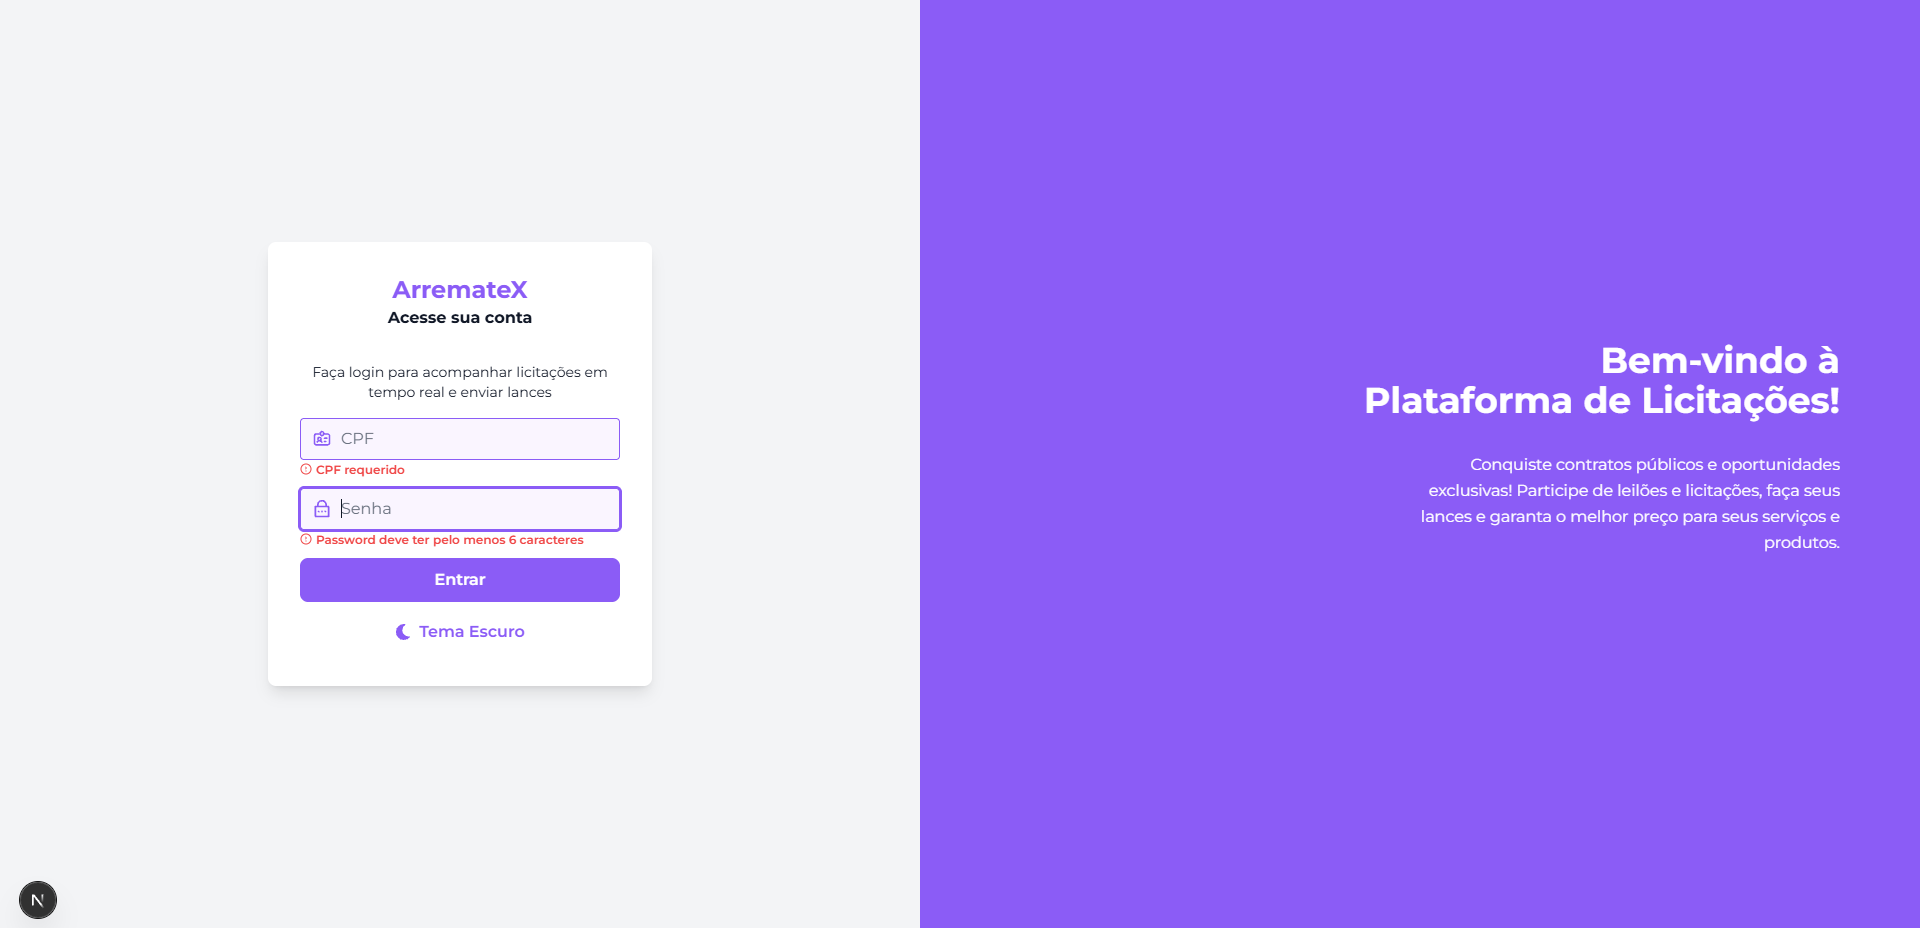 ArremateX
Acesse sua conta
Faça login para acompanhar licitações em
tempo real e enviar lances
CPF
CPF requerido
Senha
Password deve ter pelo menos 6 caracteres
Entrar
Tema Escuro
N
Bem-vindo à
Plataforma de Licitações!
Conquiste contratos públicos e oportunidades
exclusivas! Participe de leilões e licitações, faça seus
lances e garanta o melhor preço para seus serviços e
produtos.